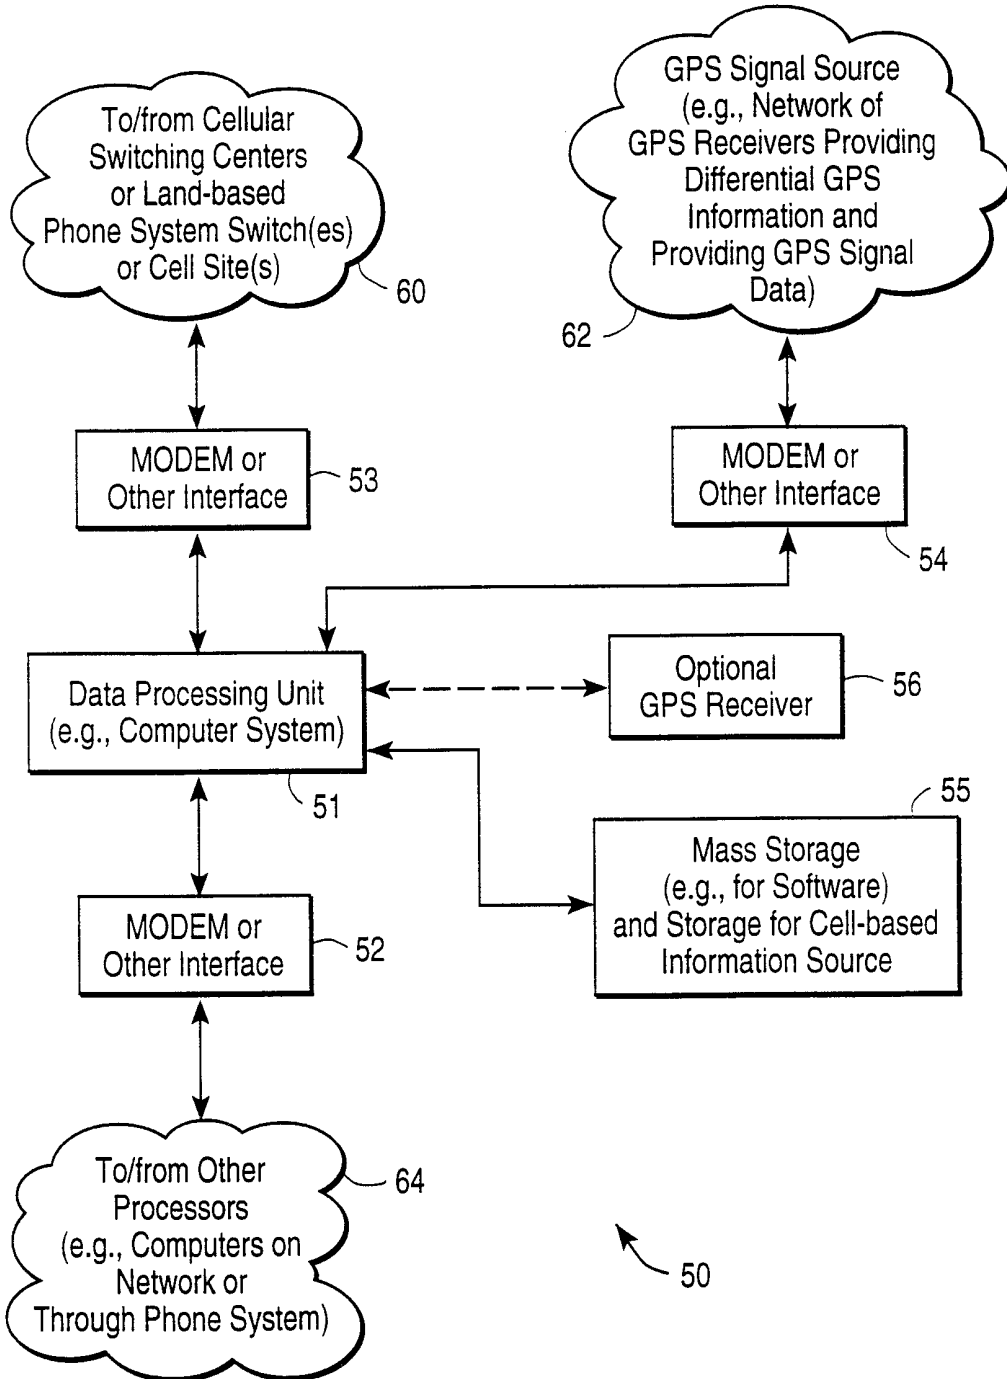 To/from Cellular
Switching Centers
or Land-based
Phone System Switch(es)
or Cell Site(s)
60
GPS Signal Source
(e.g., Network of
GPS Receivers Providing
Differential GPS
Information and
Providing GPS Signal
Data)
62
MODEM or
Other Interface
53
MODEM or
Other Interface
54
Data Processing Unit
(e.g., Computer System)
51
Optional
GPS Receiver
56
55
Mass Storage
(e.g., for Software)
and Storage for Cell-based
Information Source
MODEM or
Other Interface
52
To/from Other
Processors
(e.g., Computers on
Network or
Through Phone System)
64
50